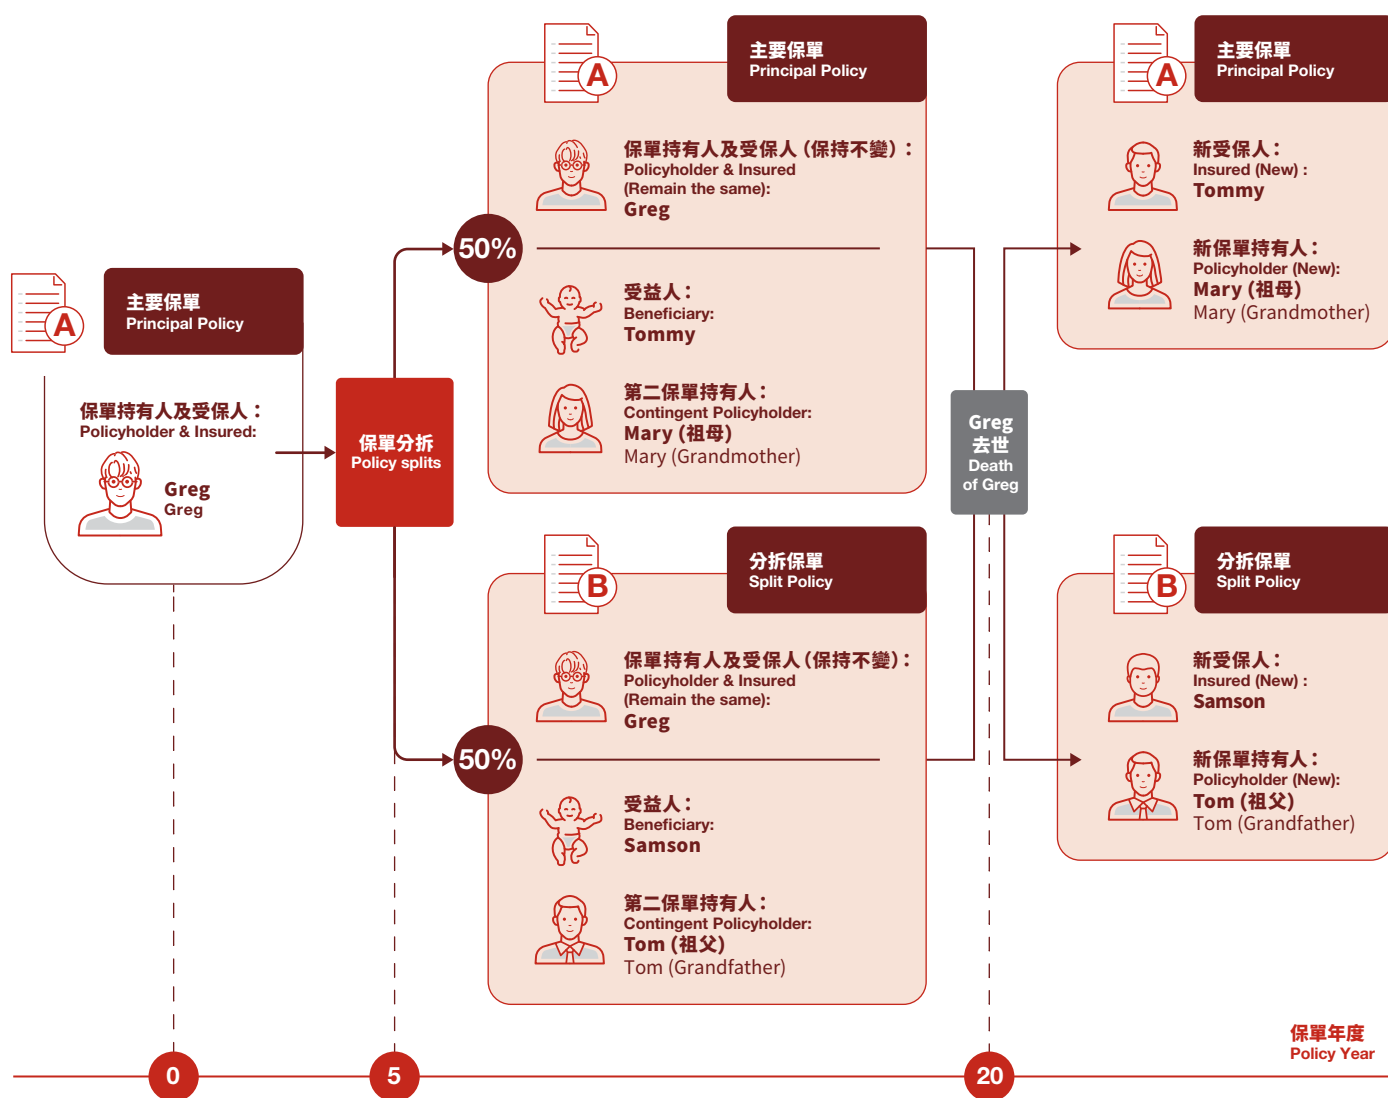 A
主要保單
Principal Policy
保單持有人及受保人：
Policyholder & Insured:
Greg
Greg
保單分拆
Policy splits
50%
A
主要保單
Principal Policy
保單持有人及受保人（保持不變）：
Policyholder & Insured
(Remain the same):
Greg
受益人：
Beneficiary:
Tommy
第二保單持有人：
Contingent Policyholder:
Mary (祖母)
Mary (Grandmother)
50%
B
分拆保單
Split Policy
保單持有人及受保人（保持不變）：
Policyholder & Insured
(Remain the same):
Greg
受益人：
Beneficiary:
Samson
第二保單持有人：
Contingent Policyholder:
Tom (祖父)
Tom (Grandfather)
Greg
去世
Death
of Greg
A
主要保單
Principal Policy
新受保人：
Insured (New) :
Tommy
新保單持有人：
Policyholder (New):
Mary (祖母)
Mary (Grandmother)
B
分拆保單
Split Policy
新受保人：
Insured (New) :
Samson
新保單持有人：
Policyholder (New):
Tom (祖父)
Tom (Grandfather)
保單年度
Policy Year
0
5
20